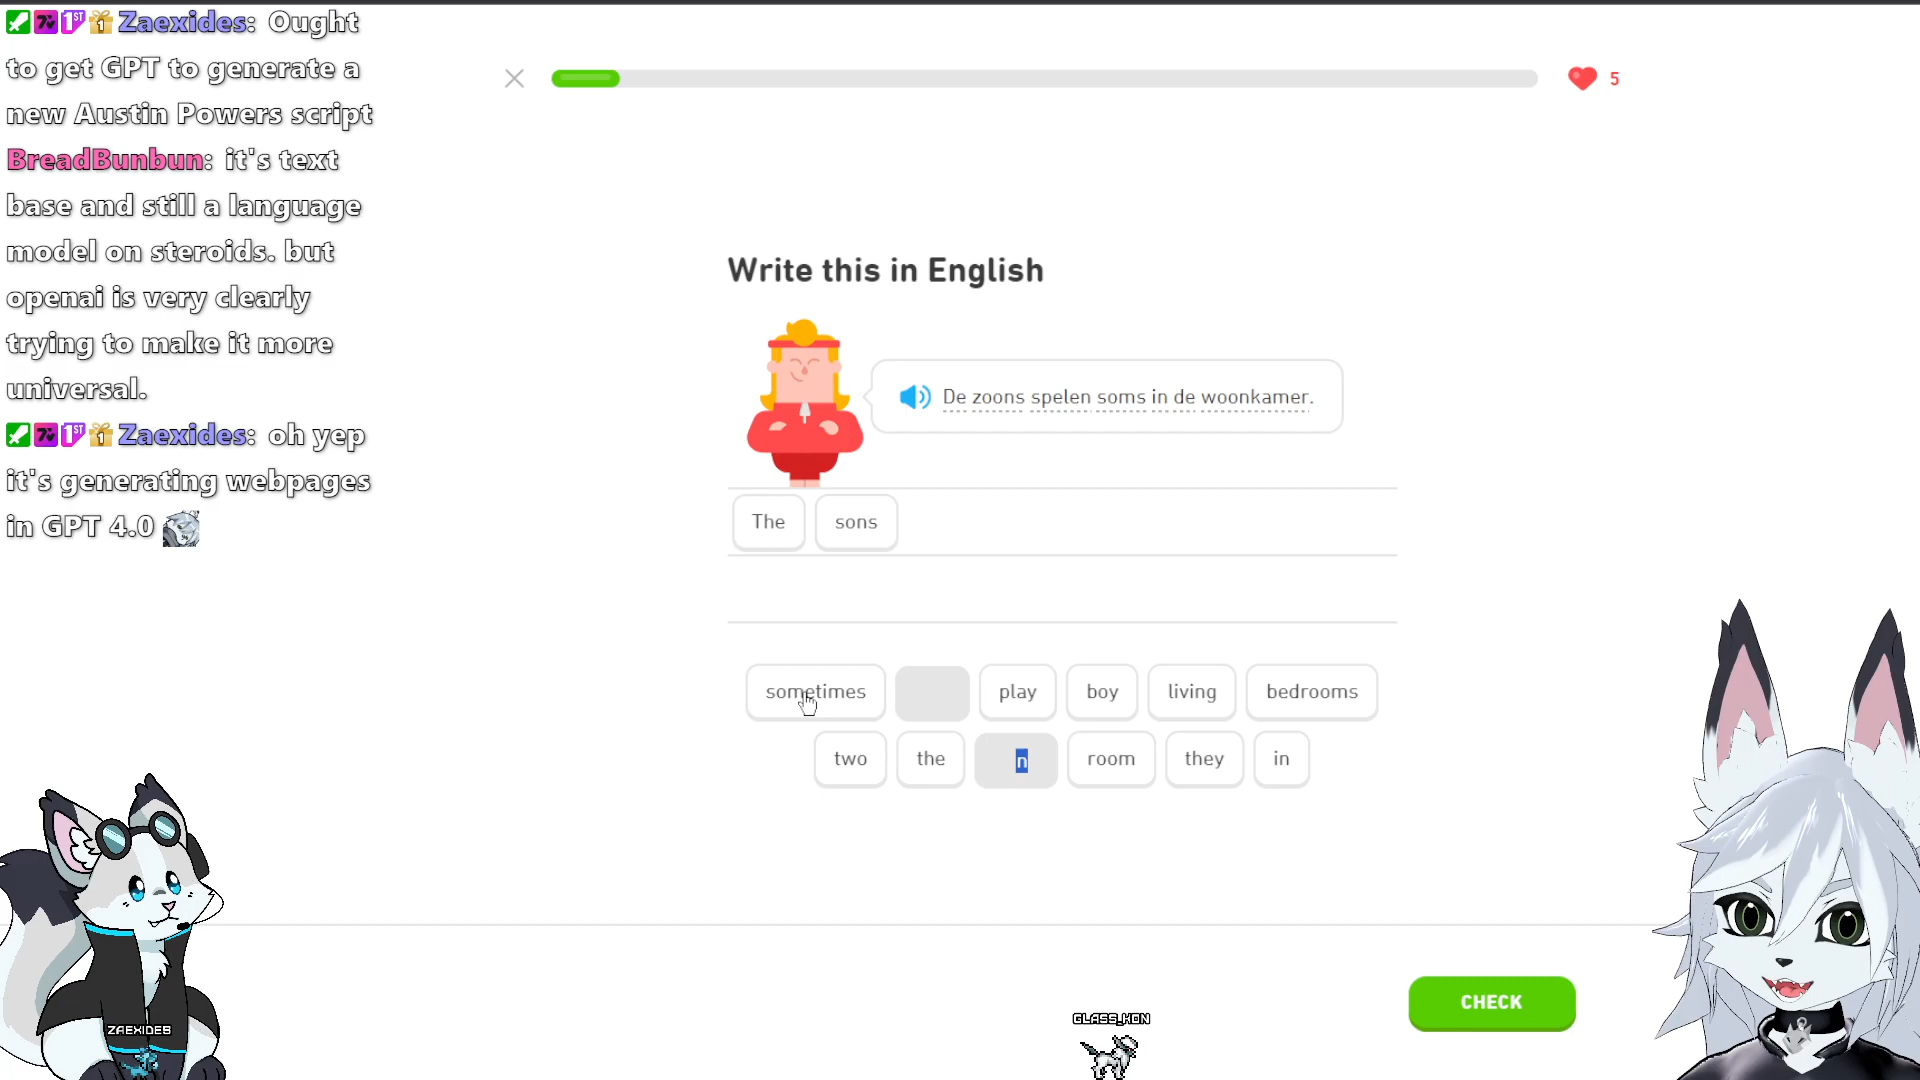 Zaexides: Ought
to get GPT to generate a
new Austin Powers script
BreadBunbun: it's text
base and still a language
model on steroids. but
openai is very clearly
trying to make it more
universal.
Zaexides: oh yep
it's generating webpages
in GPT 4.0
5
Write this in English
De zoons spelen soms in de woonkamer.
The sons
sometimes play boy living bedrooms
two the n room they in
CHECK
ZAEXIDES
GLASS_KON